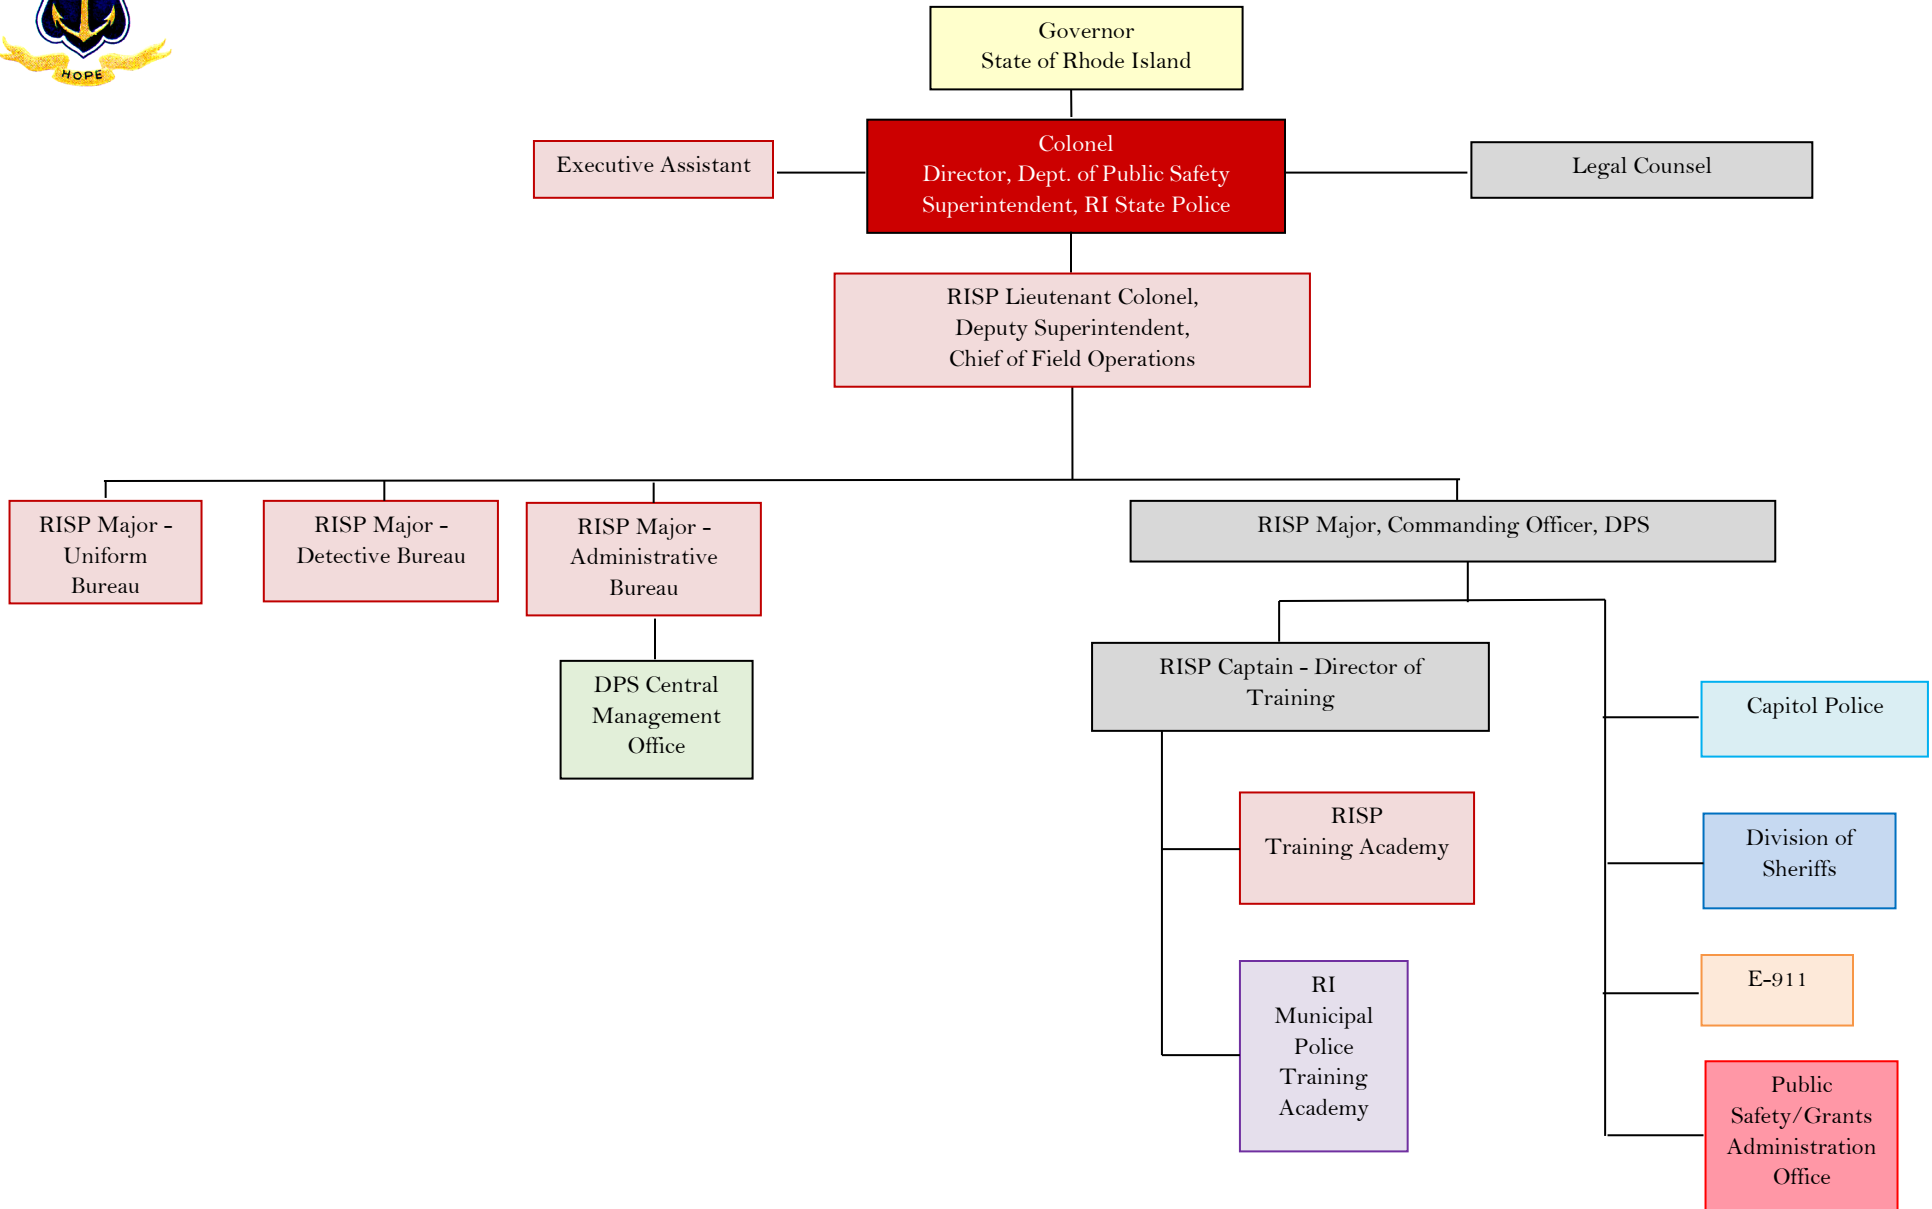 HOPE
Governor
State of Rhode Island
Executive Assistant
Colonel
Director, Dept. of Public Safety
Superintendent, RI State Police
Legal Counsel
RISP Lieutenant Colonel,
Deputy Superintendent,
Chief of Field Operations
RISP Major -
Uniform
Bureau
RISP Major -
Detective Bureau
RISP Major -
Administrative
Bureau
RISP Major, Commanding Officer, DPS
DPS Central
Management
Office
RISP Captain - Director of
Training
Capitol Police
RISP
Training Academy
Division of
Sheriffs
RI
Municipal
Police
Training
Academy
E-911
Public
Safety/Grants
Administration
Office